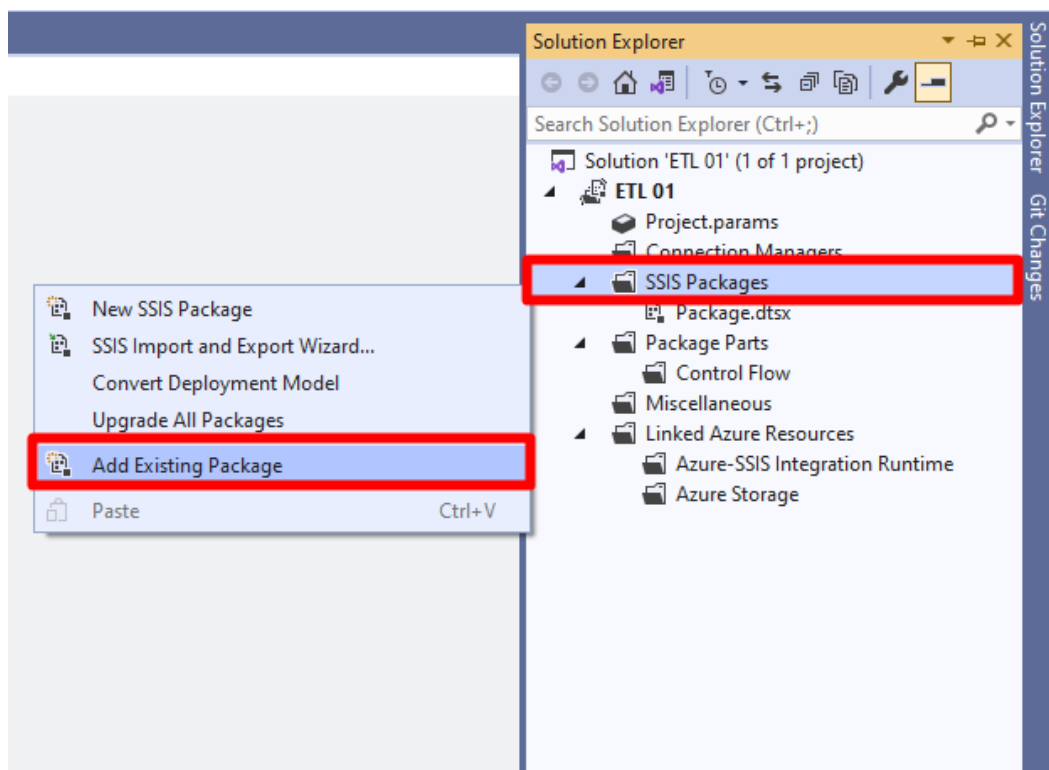 Solution Explorer
Search Solution Explorer (Ctrl+;)
Solution 'ETL 01' (1 of 1 project)
ETL 01
Project.params
Connection Managers
SSIS Packages
Package.dtsx
Package Parts
Control Flow
Miscellaneous
Linked Azure Resources
Azure-SSIS Integration Runtime
Azure Storage
New SSIS Package
SSIS Import and Export Wizard...
Convert Deployment Model
Upgrade All Packages
Add Existing Package
Paste Ctrl+V
Solution Explorer
Git Changes